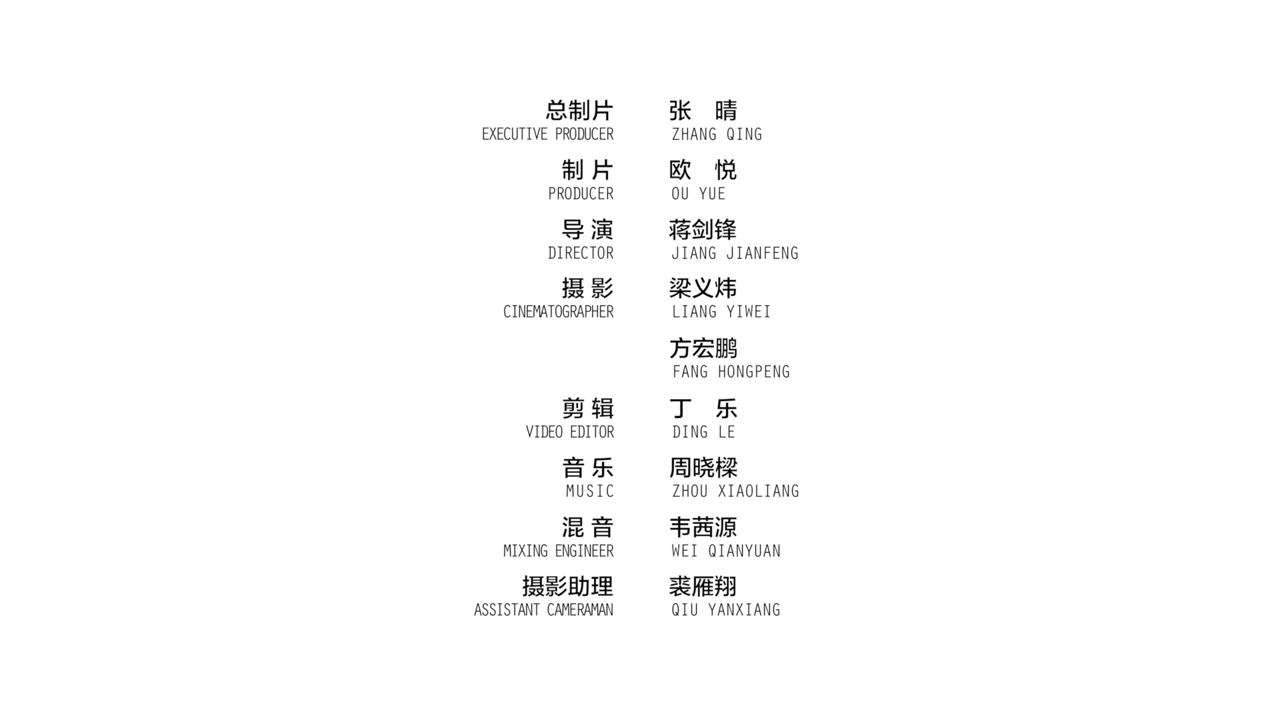 总制片 张 晴
EXECUTIVE PRODUCER ZHANG QING
制 片 欧 悦
PRODUCER OU YUE
导 演 蒋剑锋
DIRECTOR JIANG JIANFENG
摄 影 梁义炜
CINEMATOGRAPHER LIANG YIWEI
方宏鹏
FANG HONGPENG
剪 辑 丁 乐
VIDEO EDITOR DING LE
音 乐 周晓樑
MUSIC ZHOU XIAOLIANG
混 音 韦茜源
MIXING ENGINEER WEI QIANYUAN
摄影助理 裘雁翔
ASSISTANT CAMERAMAN QIU YANXIANG